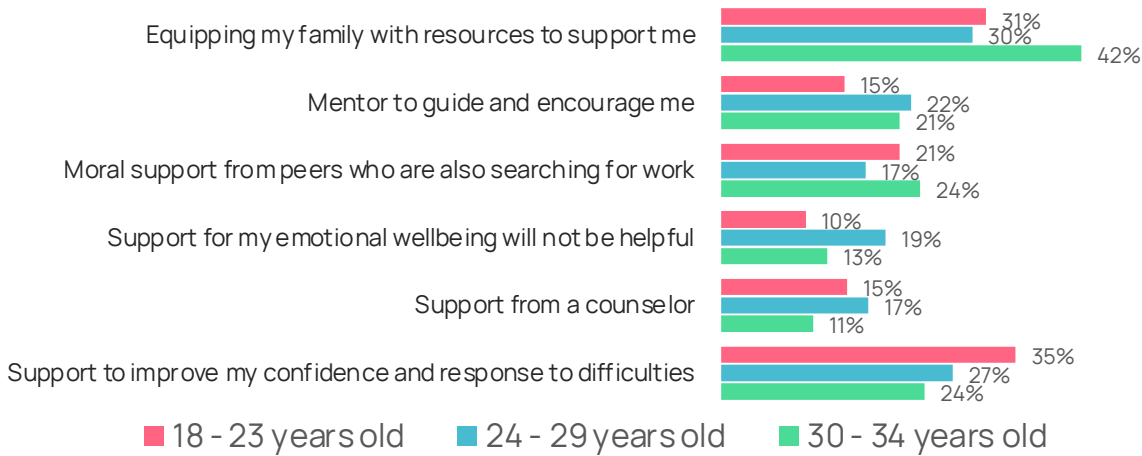 Equipping my family with resources to support me
31%
30%
42%
Mentor to guide and encourage me
15%
22%
21%
Moral support from peers who are also searching for work
21%
17%
24%
Support for my emotional wellbeing will not be helpful
10%
19%
13%
Support from a counselor
15%
17%
11%
Support to improve my confidence and response to difficulties
35%
27%
24%
18 - 23 years old
24 - 29 years old
30 - 34 years old